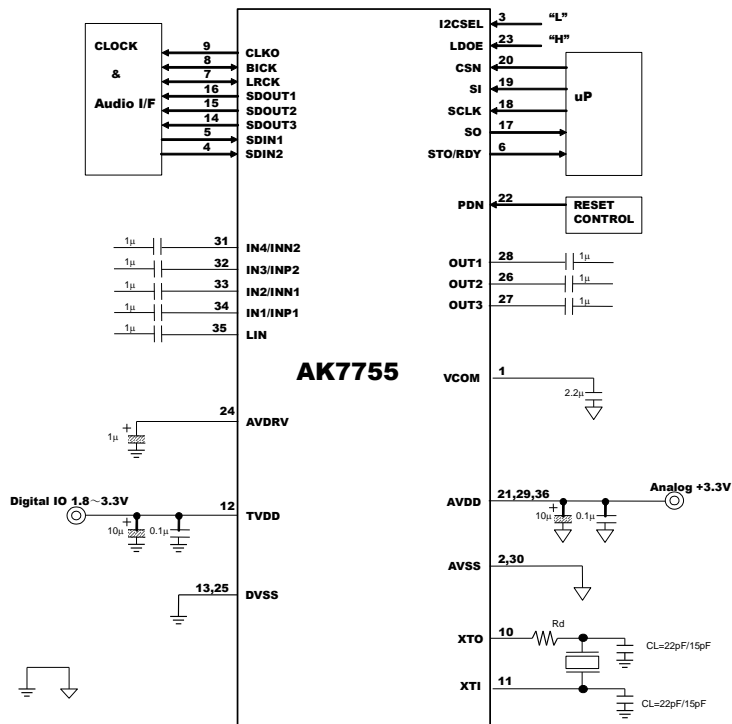 I2CSEL 3 “L”
LDOE 23 “H”
CSN 20
SI 19
SCLK 18
SO 17
STO/RDY 6
uP
CLOCK
&
Audio I/F
9 CLKO
8 BICK
7 LRCK
16 SDOUT1
15 SDOUT2
14 SDOUT3
5 SDIN1
4 SDIN2
PDN 22
RESET
CONTROL
1μ 31 IN4/INN2
1μ 32 IN3/INP2
1μ 33 IN2/INN1
1μ 34 IN1/INP1
1μ 35 LIN
OUT1 28 1μ
OUT2 26 1μ
OUT3 27 1μ
AK7755
VCOM 1
2.2μ
24 AVDRV
+
1μ
Digital IO 1.8～3.3V
12 TVDD
+
10μ 0.1μ
AVDD 21,29,36
Analog +3.3V
+
10μ 0.1μ
AVSS 2,30
13,25 DVSS
XTO 10 Rd
CL=22pF/15pF
XTI 11
CL=22pF/15pF